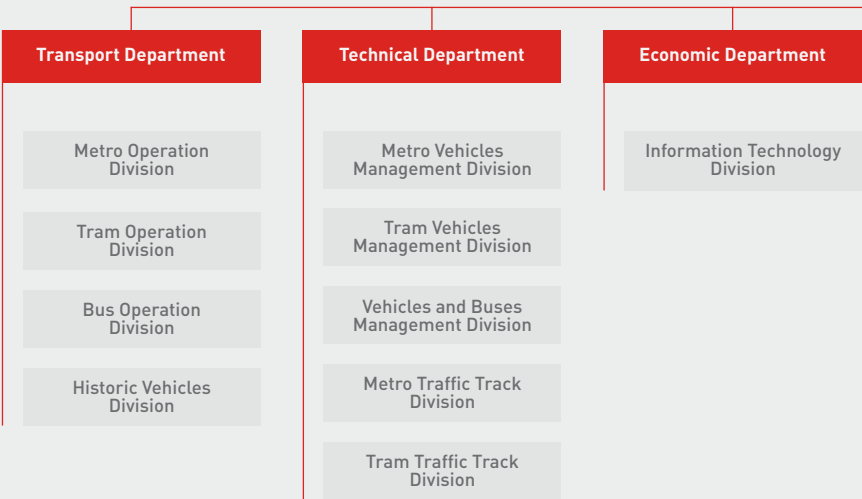 Transport Department
Metro Operation
Division
Tram Operation
Division
Bus Operation
Division
Historic Vehicles
Division
Technical Department
Metro Vehicles
Management Division
Tram Vehicles
Management Division
Vehicles and Buses
Management Division
Metro Traffic Track
Division
Tram Traffic Track
Division
Economic Department
Information Technology
Division